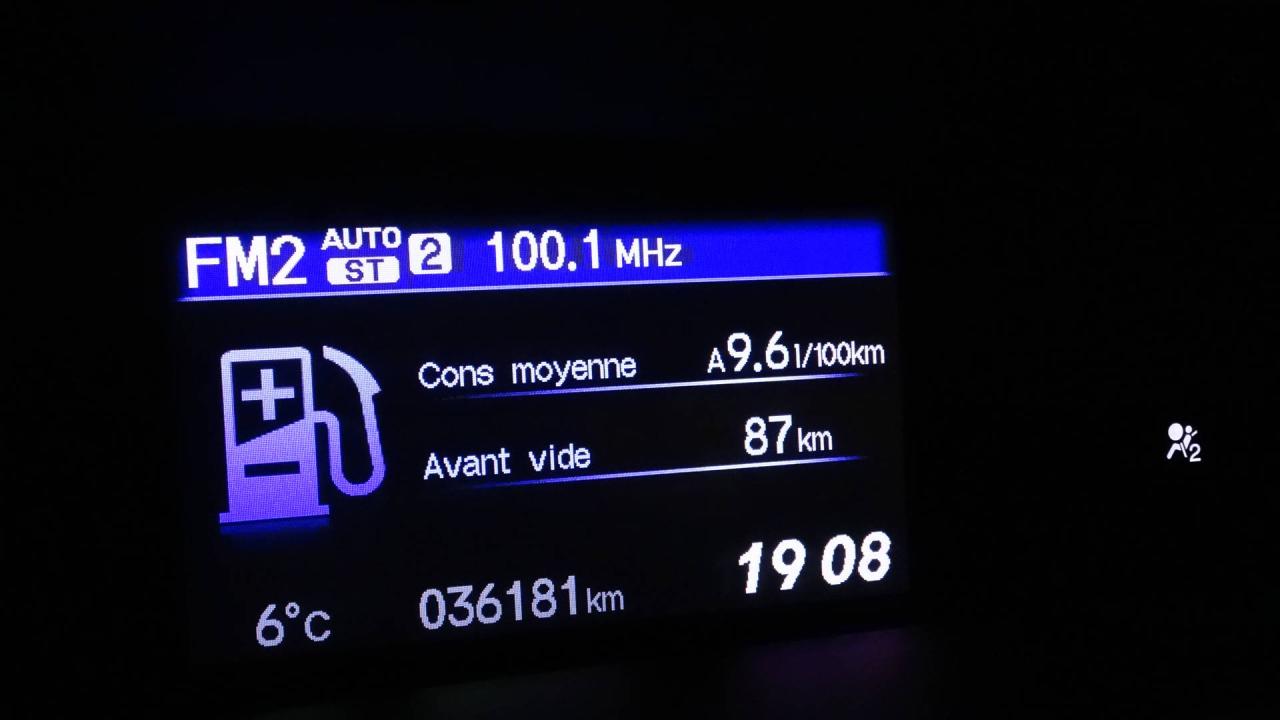 FM2 AUTO ST 2 100.1 MHz
Cons moyenne A9.6 l/100km
Avant vide 87 km
6°C 036181 km 19 08
2